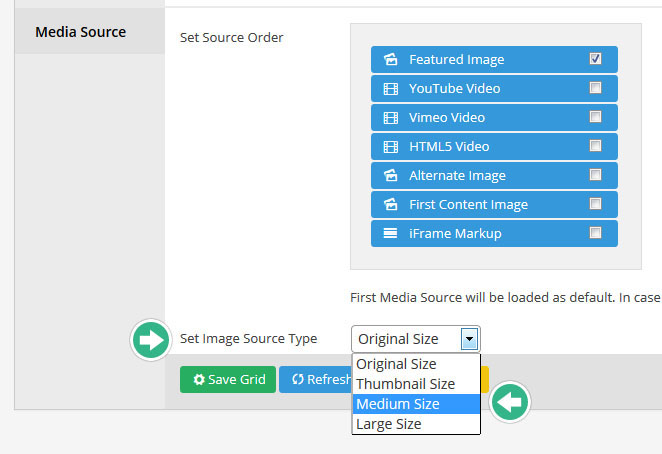 Media Source
Set Source Order
Featured Image
YouTube Video
Vimeo Video
HTML5 Video
Alternate Image
First Content Image
iFrame Markup
First Media Source will be loaded as default. In case
Set Image Source Type
Original Size
Original Size
Thumbnail Size
Medium Size
Large Size
Save Grid
Refresh